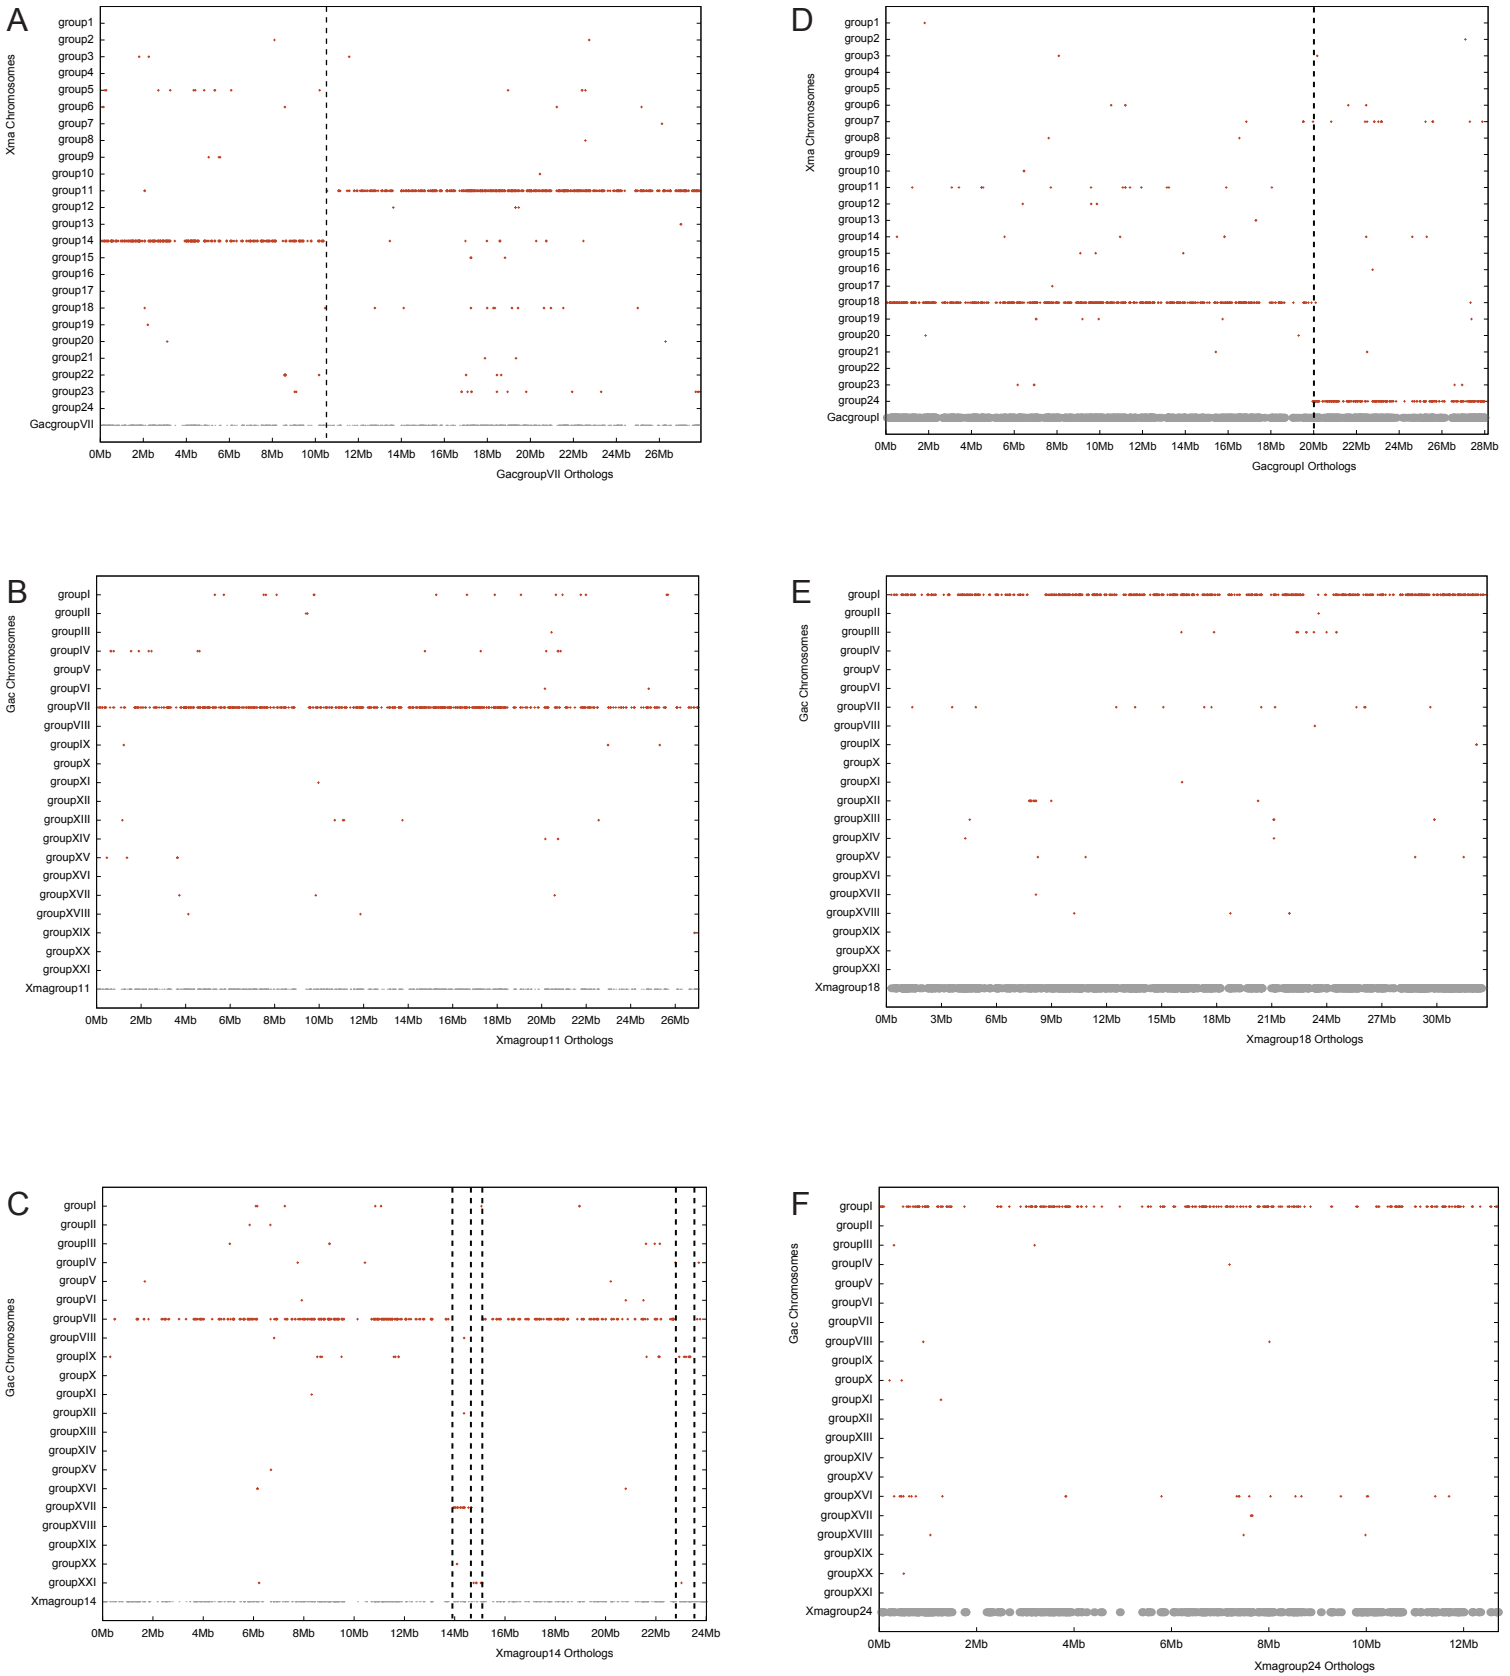 A
Xma Chromosomes
group1
group2
group3
group4
group5
group6
group7
group8
group9
group10
group11
group12
group13
group14
group15
group16
group17
group18
group19
group20
group21
group22
group23
group24
GacgroupVII
0Mb 2Mb 4Mb 6Mb 8Mb 10Mb 12Mb 14Mb 16Mb 18Mb 20Mb 22Mb 24Mb 26Mb
GacgroupVII Orthologs
D
Xma Chromosomes
group1
group2
group3
group4
group5
group6
group7
group8
group9
group10
group11
group12
group13
group14
group15
group16
group17
group18
group19
group20
group21
group22
group23
group24
GacgroupI
0Mb 2Mb 4Mb 6Mb 8Mb 10Mb 12Mb 14Mb 16Mb 18Mb 20Mb 22Mb 24Mb 26Mb 28Mb
GacgroupI Orthologs
B
Gac Chromosomes
groupI
groupII
groupIII
groupIV
groupV
groupVI
groupVII
groupVIII
groupIX
groupX
groupXI
groupXII
groupXIII
groupXIV
groupXV
groupXVI
groupXVII
groupXVIII
groupXIX
groupXX
groupXXI
Xmagroup11
0Mb 2Mb 4Mb 6Mb 8Mb 10Mb 12Mb 14Mb 16Mb 18Mb 20Mb 22Mb 24Mb 26Mb
Xmagroup11 Orthologs
E
Gac Chromosomes
groupI
groupII
groupIII
groupIV
groupV
groupVI
groupVII
groupVIII
groupIX
groupX
groupXI
groupXII
groupXIII
groupXIV
groupXV
groupXVI
groupXVII
groupXVIII
groupXIX
groupXX
groupXXI
Xmagroup18
0Mb 3Mb 6Mb 9Mb 12Mb 15Mb 18Mb 21Mb 24Mb 27Mb 30Mb
Xmagroup18 Orthologs
C
Gac Chromosomes
groupI
groupII
groupIII
groupIV
groupV
groupVI
groupVII
groupVIII
groupIX
groupX
groupXI
groupXII
groupXIII
groupXIV
groupXV
groupXVI
groupXVII
groupXVIII
groupXIX
groupXX
groupXXI
Xmagroup14
0Mb 2Mb 4Mb 6Mb 8Mb 10Mb 12Mb 14Mb 16Mb 18Mb 20Mb 22Mb 24Mb
Xmagroup14 Orthologs
F
Gac Chromosomes
groupI
groupII
groupIII
groupIV
groupV
groupVI
groupVII
groupVIII
groupIX
groupX
groupXI
groupXII
groupXIII
groupXIV
groupXV
groupXVI
groupXVII
groupXVIII
groupXIX
groupXX
groupXXI
Xmagroup24
0Mb 2Mb 4Mb 6Mb 8Mb 10Mb 12Mb
Xmagroup24 Orthologs